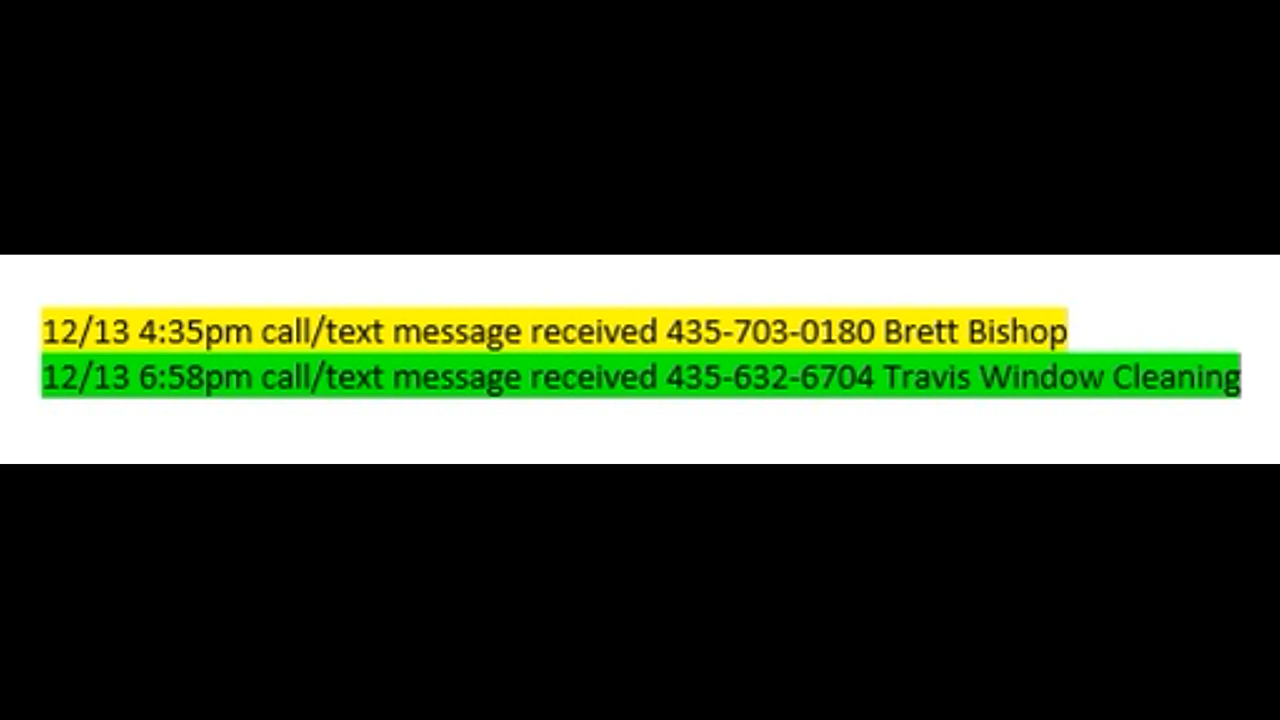 12/13 4:35pm call/text message received 435-703-0180 Brett Bishop
12/13 6:58pm call/text message received 435-632-6704 Travis Window Cleaning